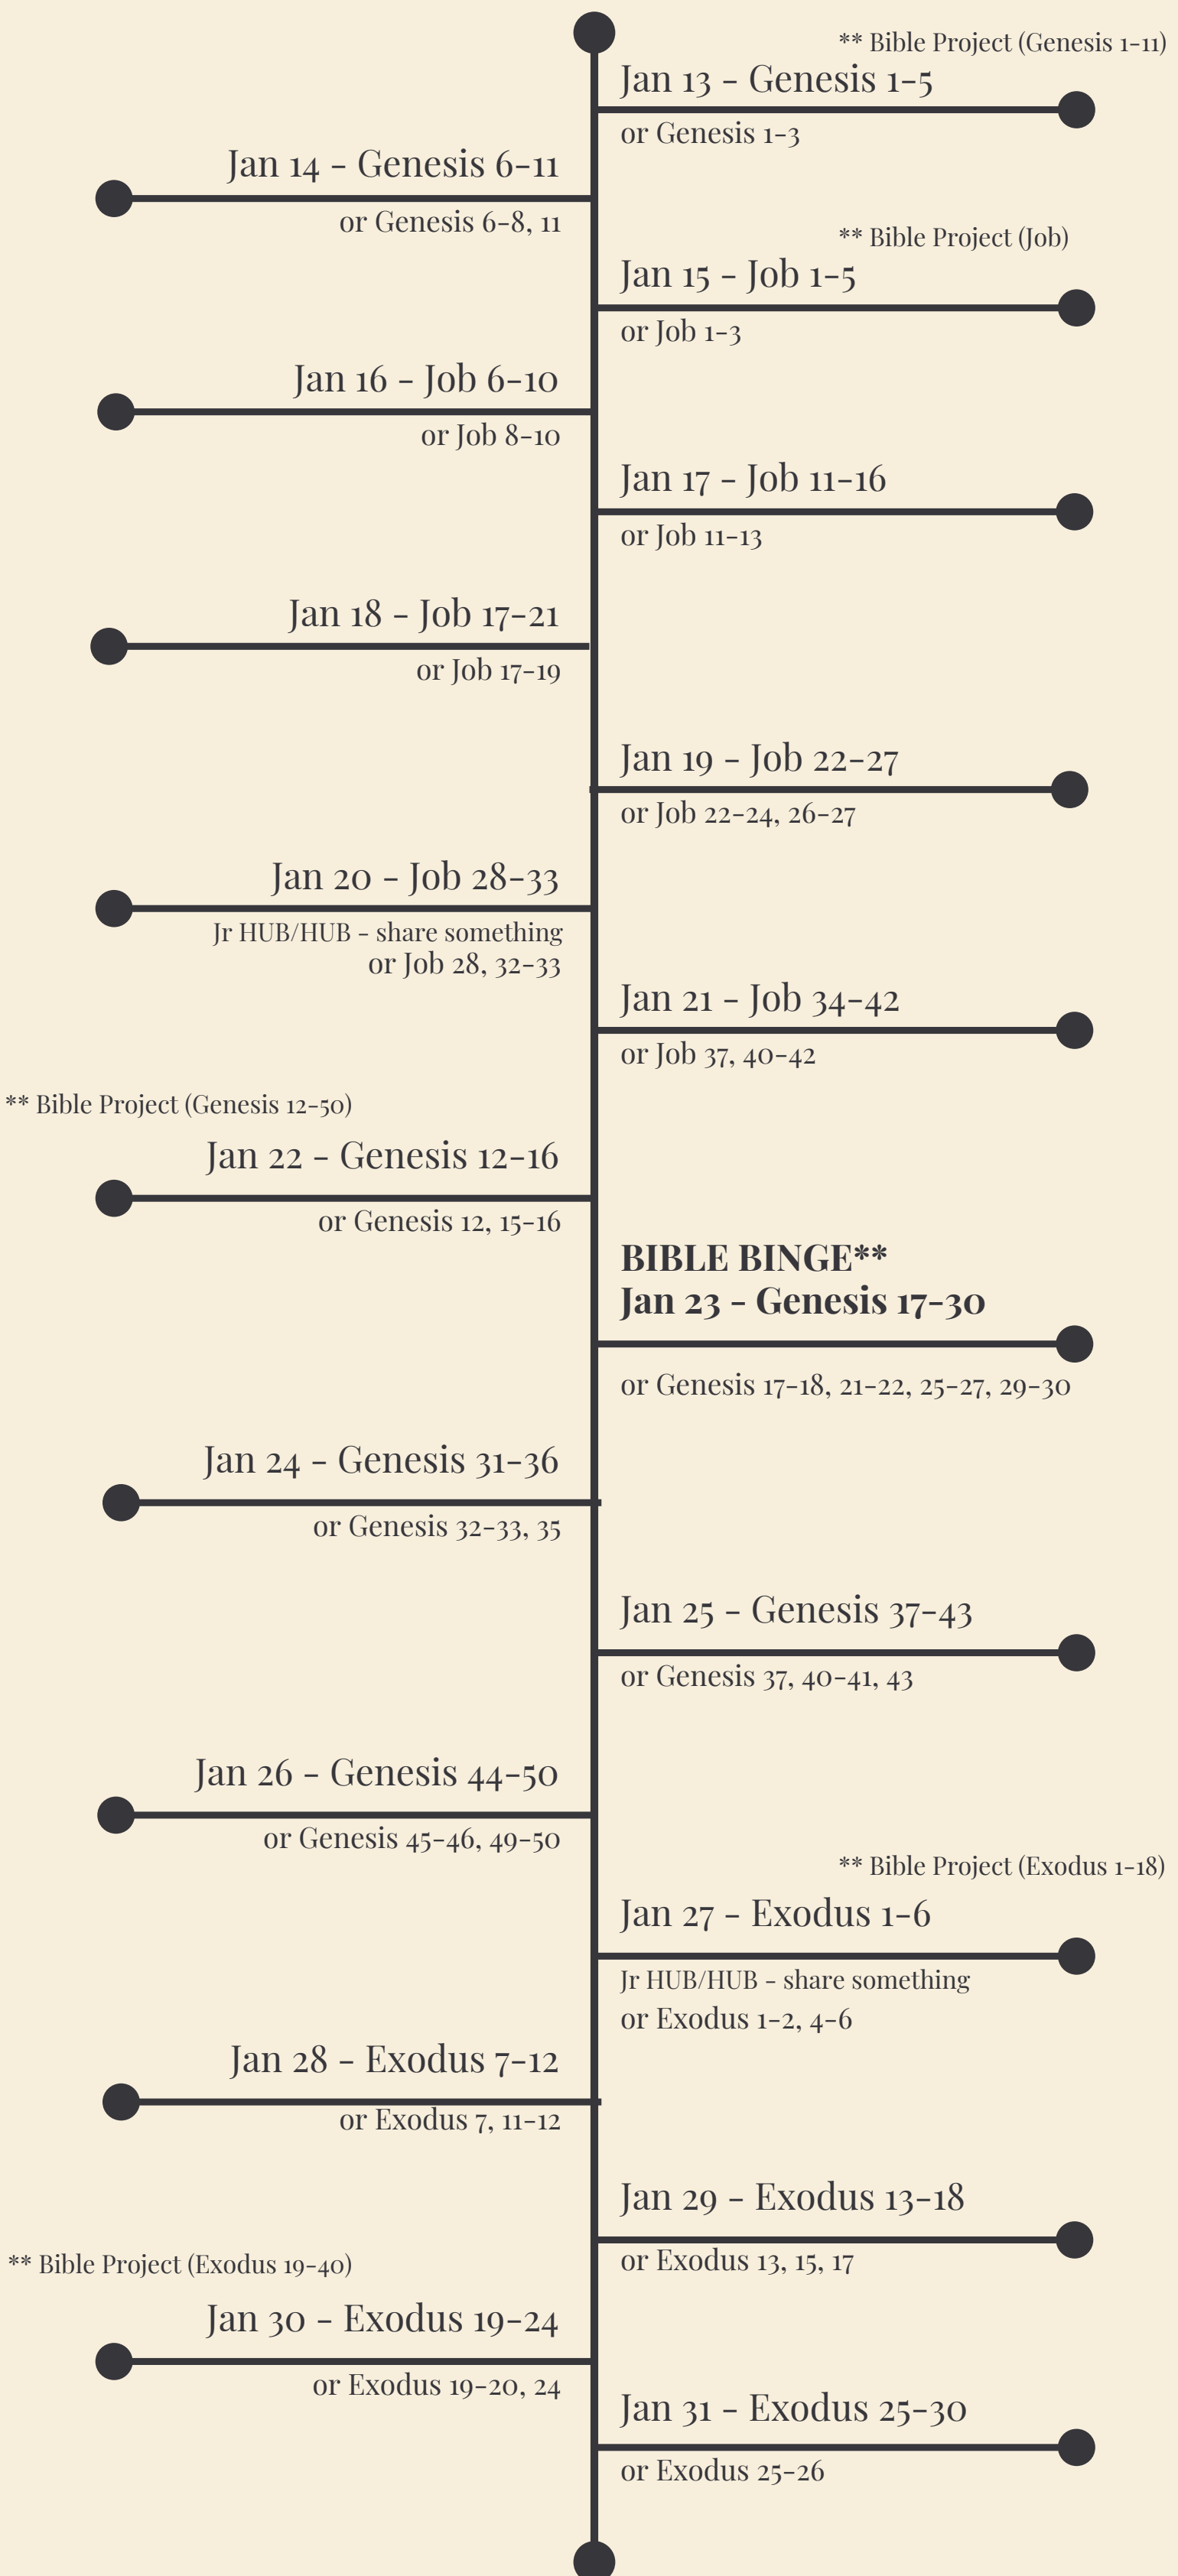 ** Bible Project (Genesis 1-11)
Jan 13 - Genesis 1-5
or Genesis 1-3
Jan 14 - Genesis 6-11
or Genesis 6-8, 11
** Bible Project (Job)
Jan 15 - Job 1-5
or Job 1-3
Jan 16 - Job 6-10
or Job 8-10
Jan 17 - Job 11-16
or Job 11-13
Jan 18 - Job 17-21
or Job 17-19
Jan 19 - Job 22-27
or Job 22-24, 26-27
Jan 20 - Job 28-33
Jr HUB/HUB - share something
or Job 28, 32-33
Jan 21 - Job 34-42
or Job 37, 40-42
** Bible Project (Genesis 12-50)
Jan 22 - Genesis 12-16
or Genesis 12, 15-16
BIBLE BINGE**
Jan 23 - Genesis 17-30
or Genesis 17-18, 21-22, 25-27, 29-30
Jan 24 - Genesis 31-36
or Genesis 32-33, 35
Jan 25 - Genesis 37-43
or Genesis 37, 40-41, 43
Jan 26 - Genesis 44-50
or Genesis 45-46, 49-50
** Bible Project (Exodus 1-18)
Jan 27 - Exodus 1-6
Jr HUB/HUB - share something
or Exodus 1-2, 4-6
Jan 28 - Exodus 7-12
or Exodus 7, 11-12
Jan 29 - Exodus 13-18
or Exodus 13, 15, 17
** Bible Project (Exodus 19-40)
Jan 30 - Exodus 19-24
or Exodus 19-20, 24
Jan 31 - Exodus 25-30
or Exodus 25-26